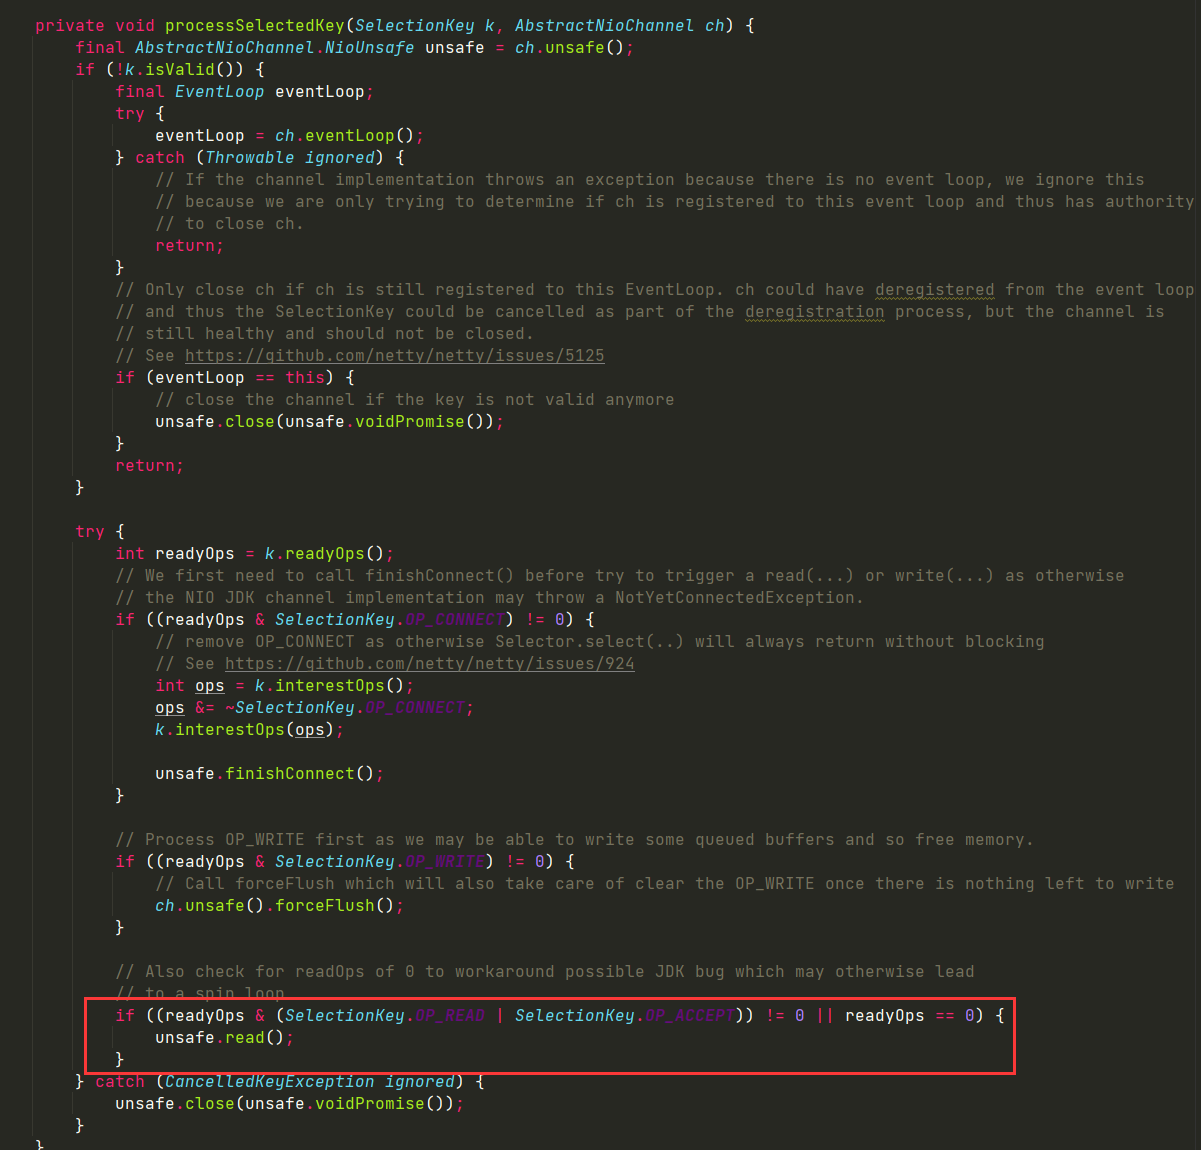 private void processSelectedKey(SelectionKey k, AbstractNioChannel ch) {
    final AbstractNioChannel.NioUnsafe unsafe = ch.unsafe();
    if (!k.isValid()) {
        final EventLoop eventLoop;
        try {
            eventLoop = ch.eventLoop();
        } catch (Throwable ignored) {
            // If the channel implementation throws an exception because there is no event loop, we ignore this
            // because we are only trying to determine if ch is registered to this event loop and thus has authority
            // to close ch.
            return;
        }
        // Only close ch if ch is still registered to this EventLoop. ch could have deregistered from the event loop
        // and thus the SelectionKey could be cancelled as part of the deregistration process, but the channel is
        // still healthy and should not be closed.
        // See https://github.com/netty/netty/issues/5125
        if (eventLoop == this) {
            // close the channel if the key is not valid anymore
            unsafe.close(unsafe.voidPromise());
        }
        return;
    }

    try {
        int readyOps = k.readyOps();
        // We first need to call finishConnect() before try to trigger a read(...) or write(...) as otherwise
        // the NIO JDK channel implementation may throw a NotYetConnectedException.
        if ((readyOps & SelectionKey.OP_CONNECT) != 0) {
            // remove OP_CONNECT as otherwise Selector.select(..) will always return without blocking
            // See https://github.com/netty/netty/issues/924
            int ops = k.interestOps();
            ops &= ~SelectionKey.OP_CONNECT;
            k.interestOps(ops);

            unsafe.finishConnect();
        }

        // Process OP_WRITE first as we may be able to write some queued buffers and so free memory.
        if ((readyOps & SelectionKey.OP_WRITE) != 0) {
            // Call forceFlush which will also take care of clear the OP_WRITE once there is nothing left to write
            ch.unsafe().forceFlush();
        }

        // Also check for readOps of 0 to workaround possible JDK bug which may otherwise lead
        // to a spin loop
        if ((readyOps & (SelectionKey.OP_READ | SelectionKey.OP_ACCEPT)) != 0 || readyOps == 0) {
            unsafe.read();
        }
    } catch (CancelledKeyException ignored) {
        unsafe.close(unsafe.voidPromise());
    }
}